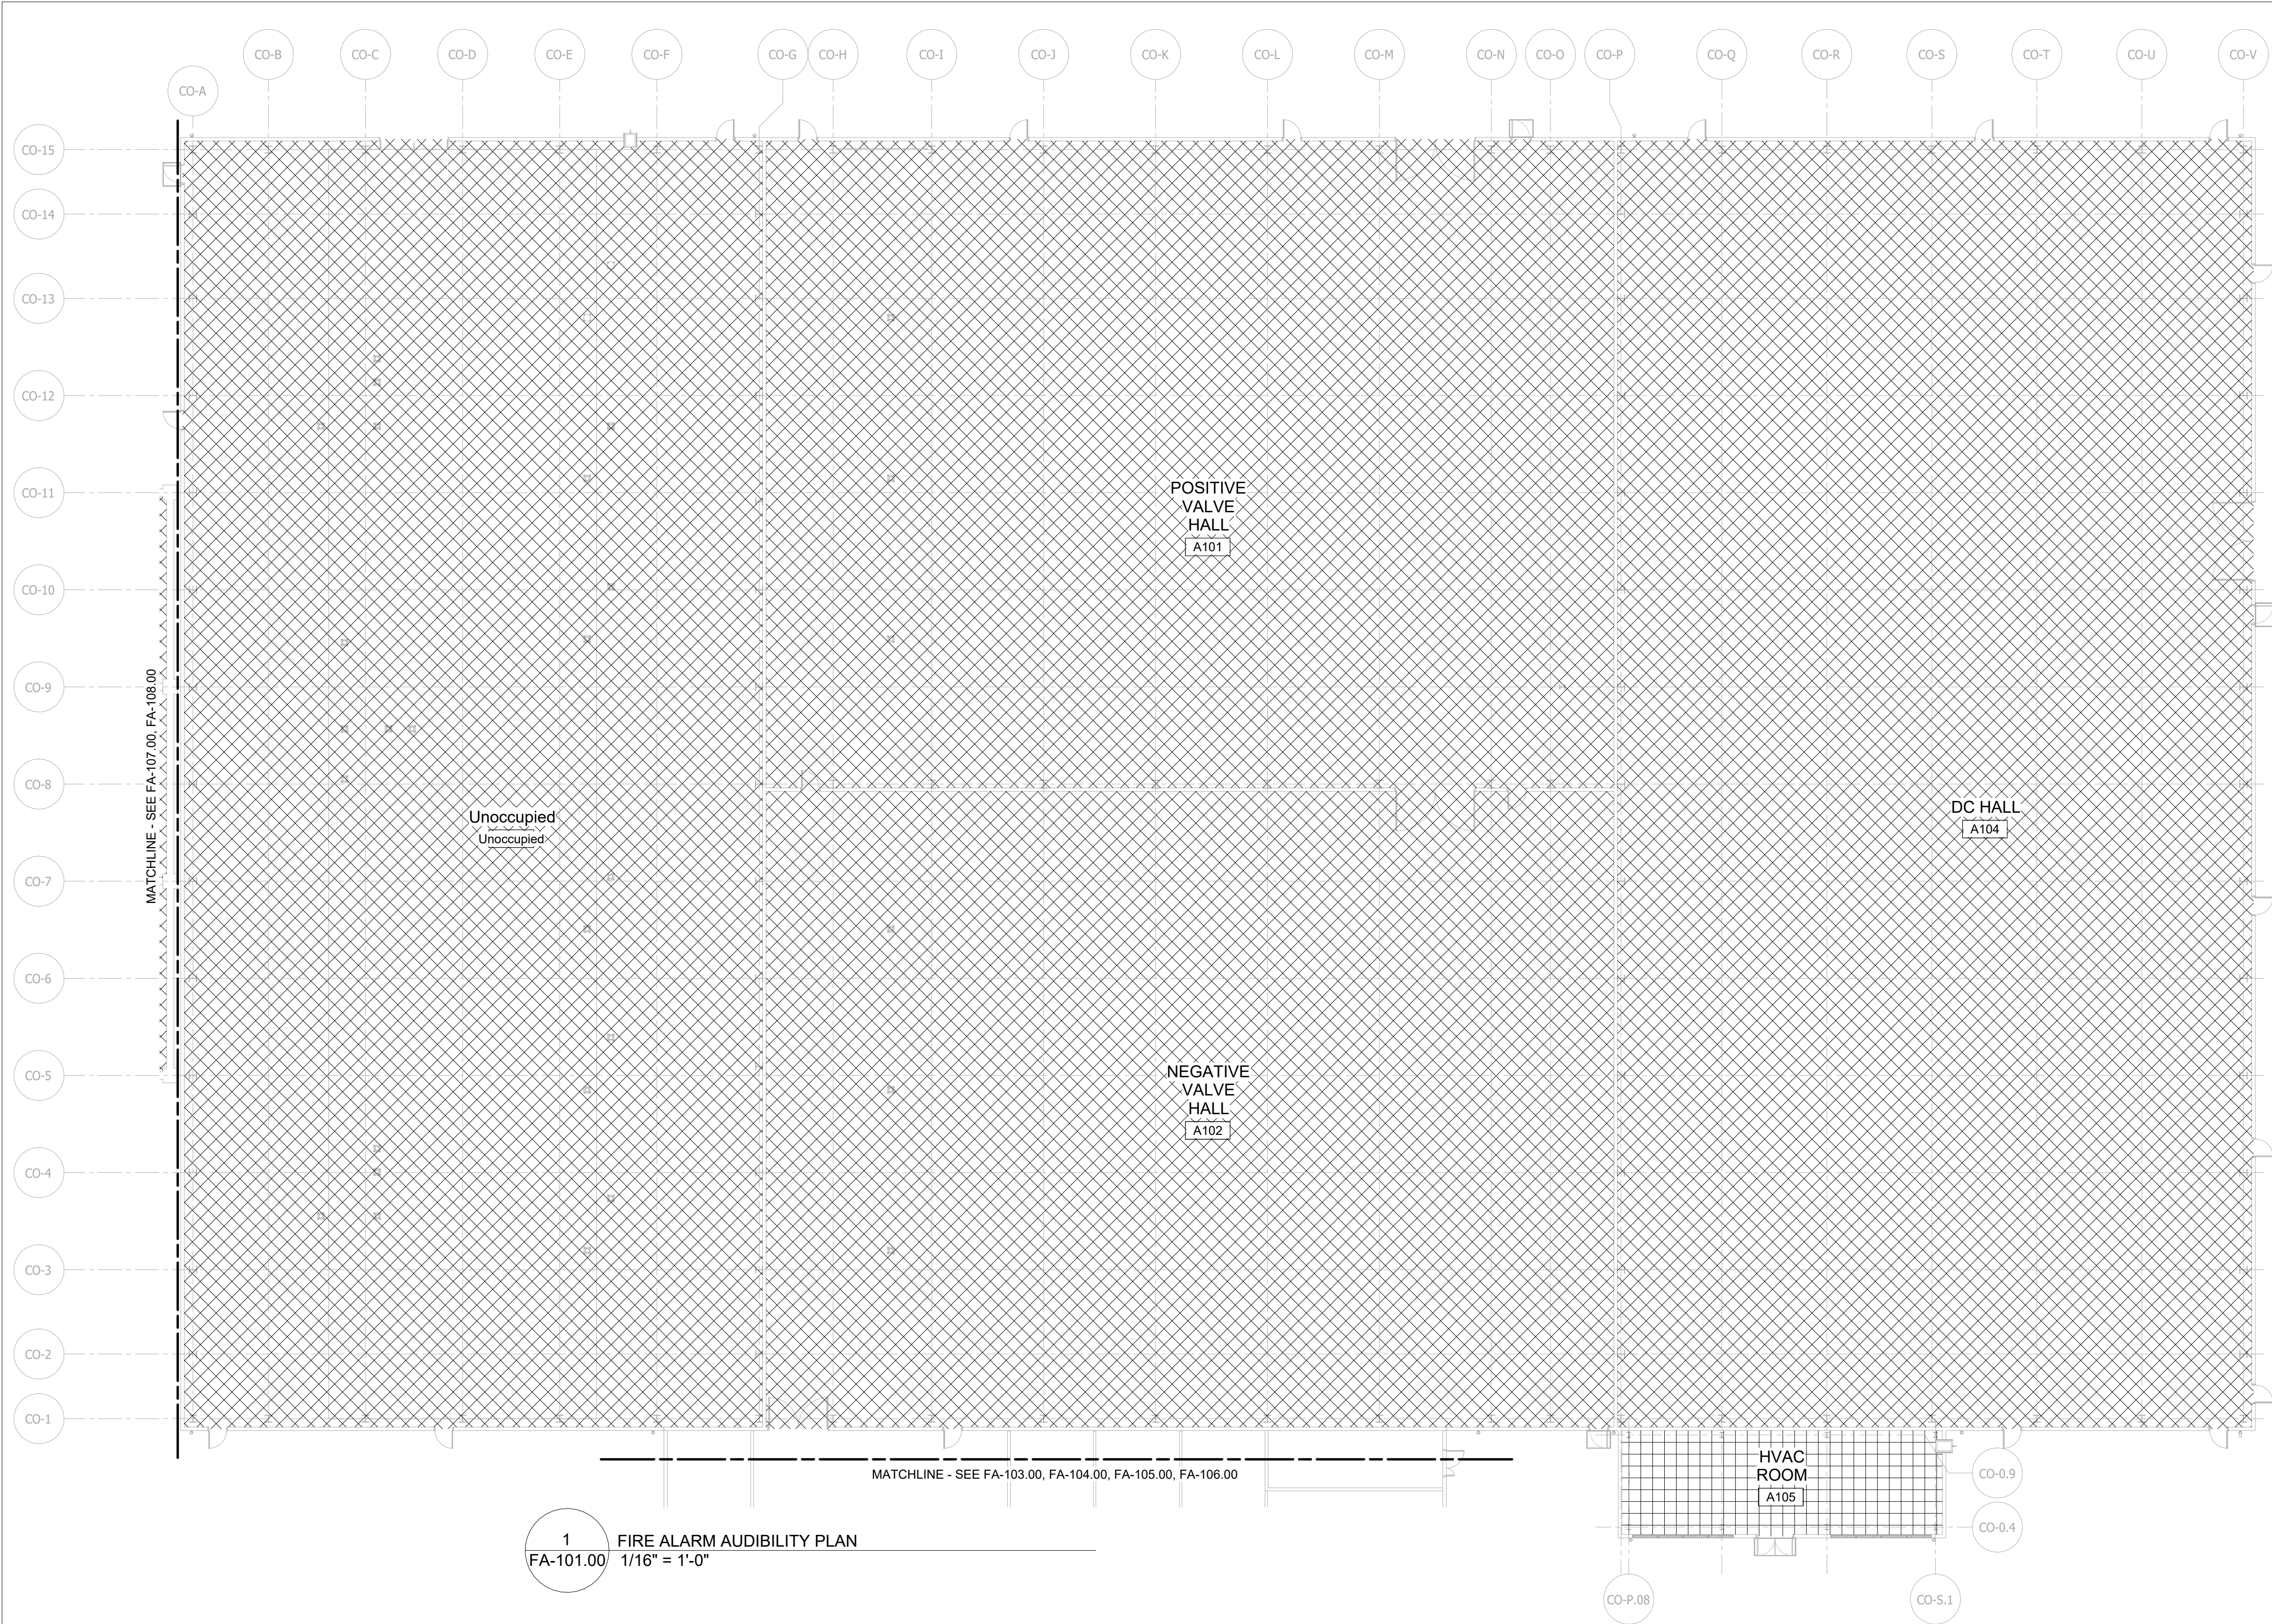 CO-A
CO-B
CO-C
CO-D
CO-E
CO-F
CO-G
CO-H
CO-I
CO-J
CO-K
CO-L
CO-M
CO-N
CO-O
CO-P
CO-Q
CO-R
CO-S
CO-T
CO-U
CO-V
CO-15
CO-14
CO-13
CO-12
CO-11
CO-10
CO-9
CO-8
CO-7
CO-6
CO-5
CO-4
CO-3
CO-2
CO-1
MATCHLINE - SEE FA-107.00, FA-108.00
POSITIVE
VALVE
HALL
A101
Unoccupied
Unoccupied
DC HALL
A104
NEGATIVE
VALVE
HALL
A102
HVAC
ROOM
A105
CO-0.9
CO-0.4
CO-P.08
CO-S.1
MATCHLINE - SEE FA-103.00, FA-104.00, FA-105.00, FA-106.00
1
FIRE ALARM AUDIBILITY PLAN
FA-101.00
1/16" = 1'-0"